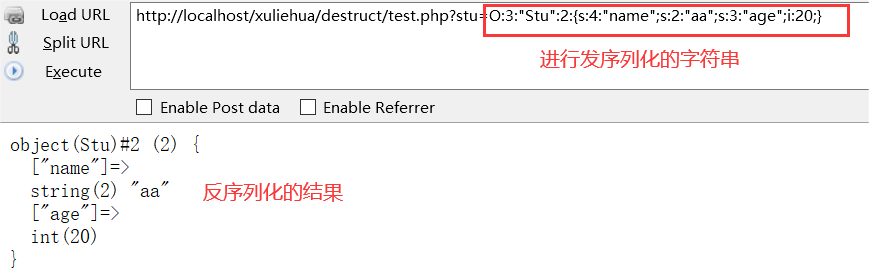 Load URL
Split URL
Execute
http://localhost/xuliehua/destruct/test.php?stu=O:3:"Stu":2:{s:4:"name";s:2:"aa";s:3:"age";i:20;}
进行发序列化的字符串
Enable Post data Enable Referrer
object(Stu)#2 (2) {
["name"]=>
string(2) "aa"
["age"]=>
int(20)
}
反序列化的结果